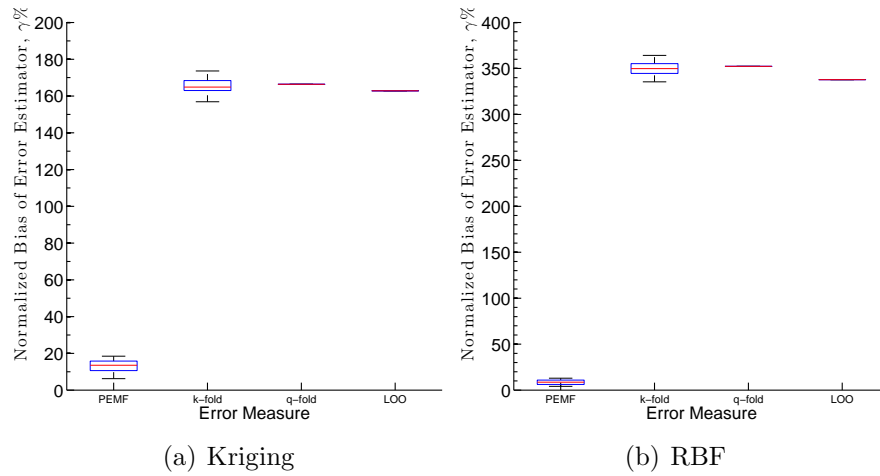 Normalized Bias of Error Estimator, γ%
200
180
160
140
120
100
80
60
40
20
0
PEMF k−fold q−fold LOO
Error Measure
(a) Kriging
Normalized Bias of Error Estimator, γ%
400
350
300
250
200
150
100
50
0
PEMF k−fold q−fold LOO
Error Measure
(b) RBF